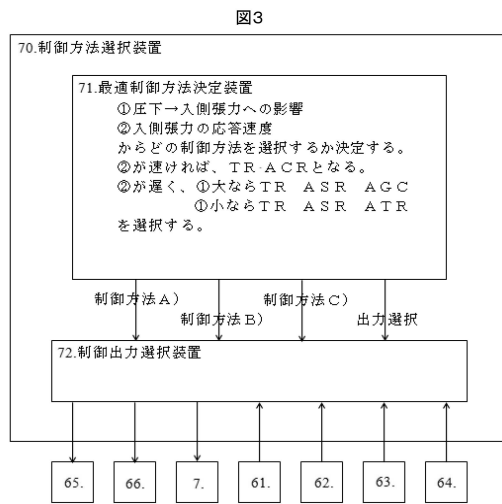 図3
70.制御方法選択装置
71.最適制御方法決定装置
①圧下→入側張力への影響
②入側張力の応答速度
からどの制御方法を選択するか決定する。
②が速ければ、TR-ACRとなる。
②が遅く、①大ならTR ASR AGC
①小ならTR ASR ATR
を選択する。
制御方法A)
制御方法B)
制御方法C)
出力選択
72.制御出力選択装置
65.
66.
7.
61.
62.
63.
64.